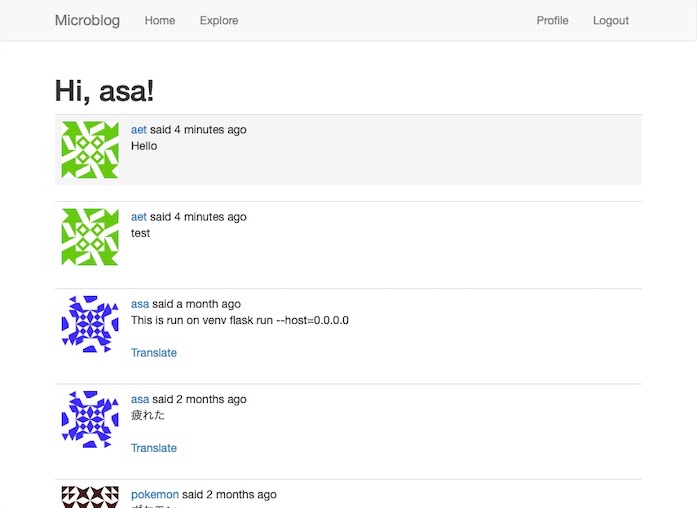 Microblog Home Explore Profile Logout
Hi, asa!
aet said 4 minutes ago
Hello
aet said 4 minutes ago
test
asa said a month ago
This is run on venv flask run --host=0.0.0.0
Translate
asa said 2 months ago
疲れた
Translate
pokemon said 2 months ago